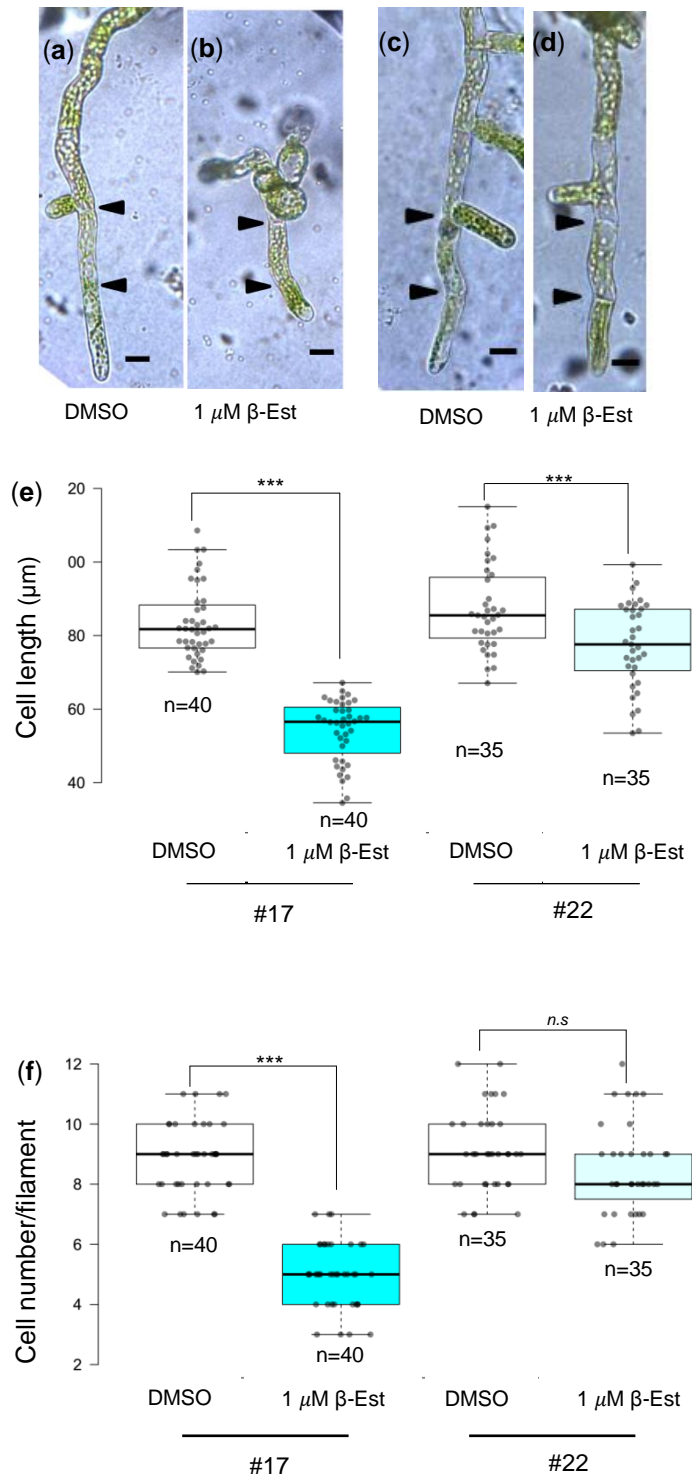 (a)
(b)
(c)
(d)
DMSO
1 μM β-Est
DMSO
1 μM β-Est
(e)
Cell length (μm)
20
00
80
60
40
***
***
n=40
n=40
n=35
n=35
DMSO
1 μM β-Est
DMSO
1 μM β-Est
#17
#22
(f)
Cell number/filament
12
10
8
6
4
2
***
n.s
n=40
n=40
n=35
n=35
DMSO
1 μM β-Est
DMSO
1 μM β-Est
#17
#22